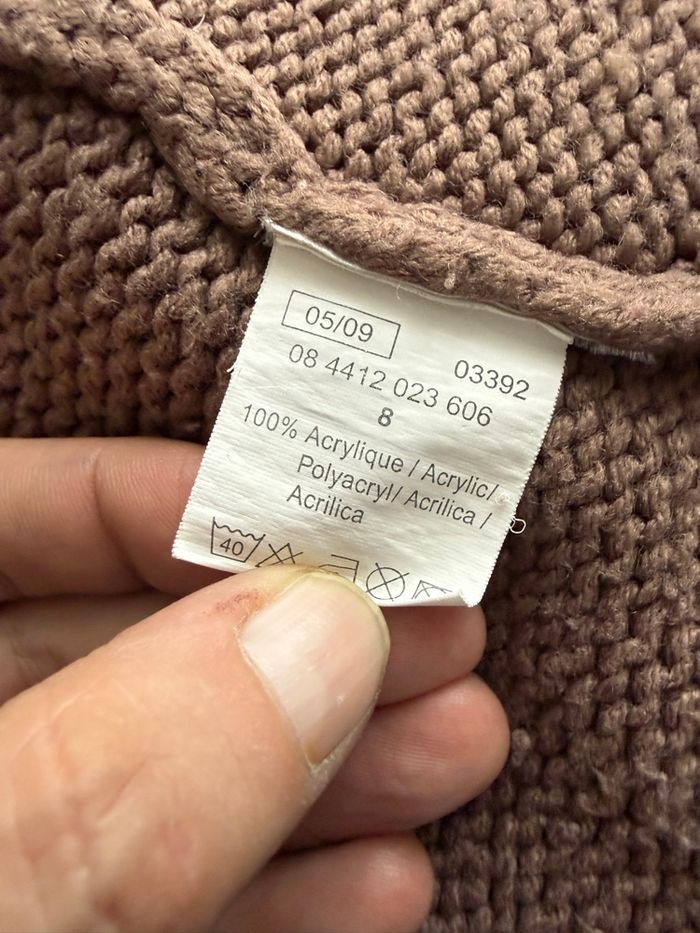 05/09
03392
08 4412 023 606
8
100% Acrylique / Acrylic/
Polyacryl/ Acrilica /
Acrilica
40